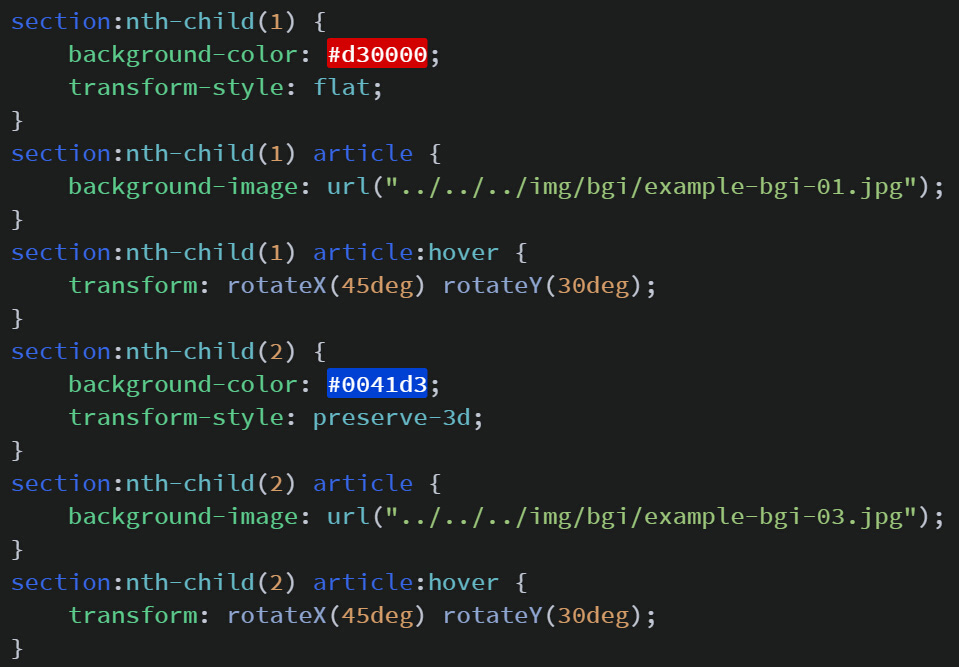 section:nth-child(1) {
    background-color: #d30000;
    transform-style: flat;
}
section:nth-child(1) article {
    background-image: url("../../../img/bgi/example-bgi-01.jpg");
}
section:nth-child(1) article:hover {
    transform: rotateX(45deg) rotateY(30deg);
}
section:nth-child(2) {
    background-color: #0041d3;
    transform-style: preserve-3d;
}
section:nth-child(2) article {
    background-image: url("../../../img/bgi/example-bgi-03.jpg");
}
section:nth-child(2) article:hover {
    transform: rotateX(45deg) rotateY(30deg);
}